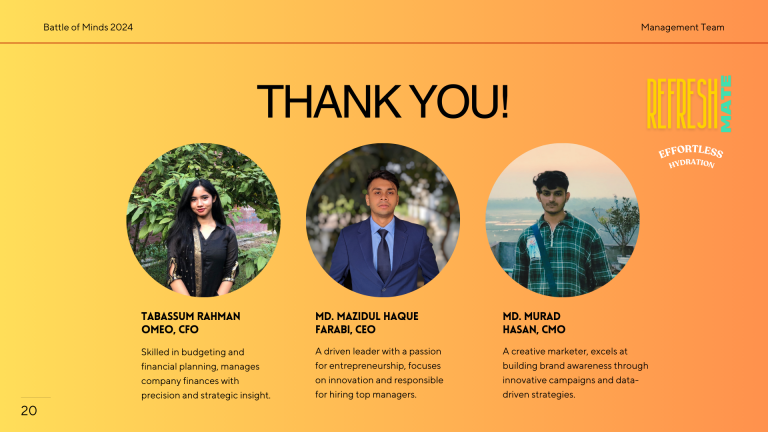 Battle of Minds 2024
Management Team
THANK YOU!
REFRESH
MATE
EFFORTLESS
HYDRATION
TABASSUM RAHMAN
OMEO, CFO
Skilled in budgeting and
financial planning, manages
company finances with
precision and strategic insight.
MD. MAZIDUL HAQUE
FARABI, CEO
A driven leader with a passion
for entrepreneurship, focuses
on innovation and responsible
for hiring top managers.
MD. MURAD
HASAN, CMO
A creative marketer, excels at
building brand awareness through
innovative campaigns and data-
driven strategies.
20